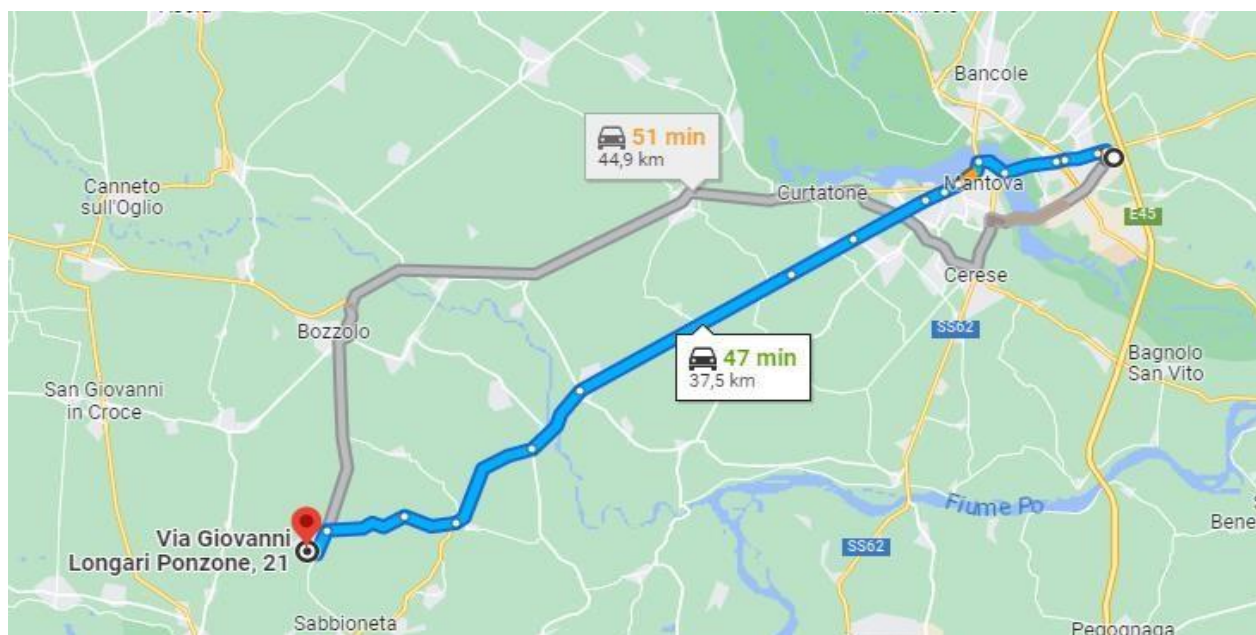 Bancole
51 min
44,9 km
Canneto
sull'Oglio
Curtatone
Mantova
E45
Cerese
Bozzolo
SS62
47 min
37,5 km
Bagnolo
San Vito
San Giovanni
in Croce
Fiume Po
Via Giovanni
Longari Ponzone, 21
SS62
Bene
Sabbioneta
Pegognaga